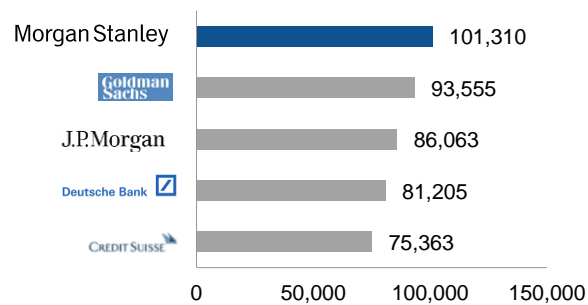 Morgan Stanley
101,310
Goldman
Sachs
93,555
J.P.Morgan
86,063
Deutsche Bank
81,205
CREDIT SUISSE
75,363
0 50,000 100,000 150,000